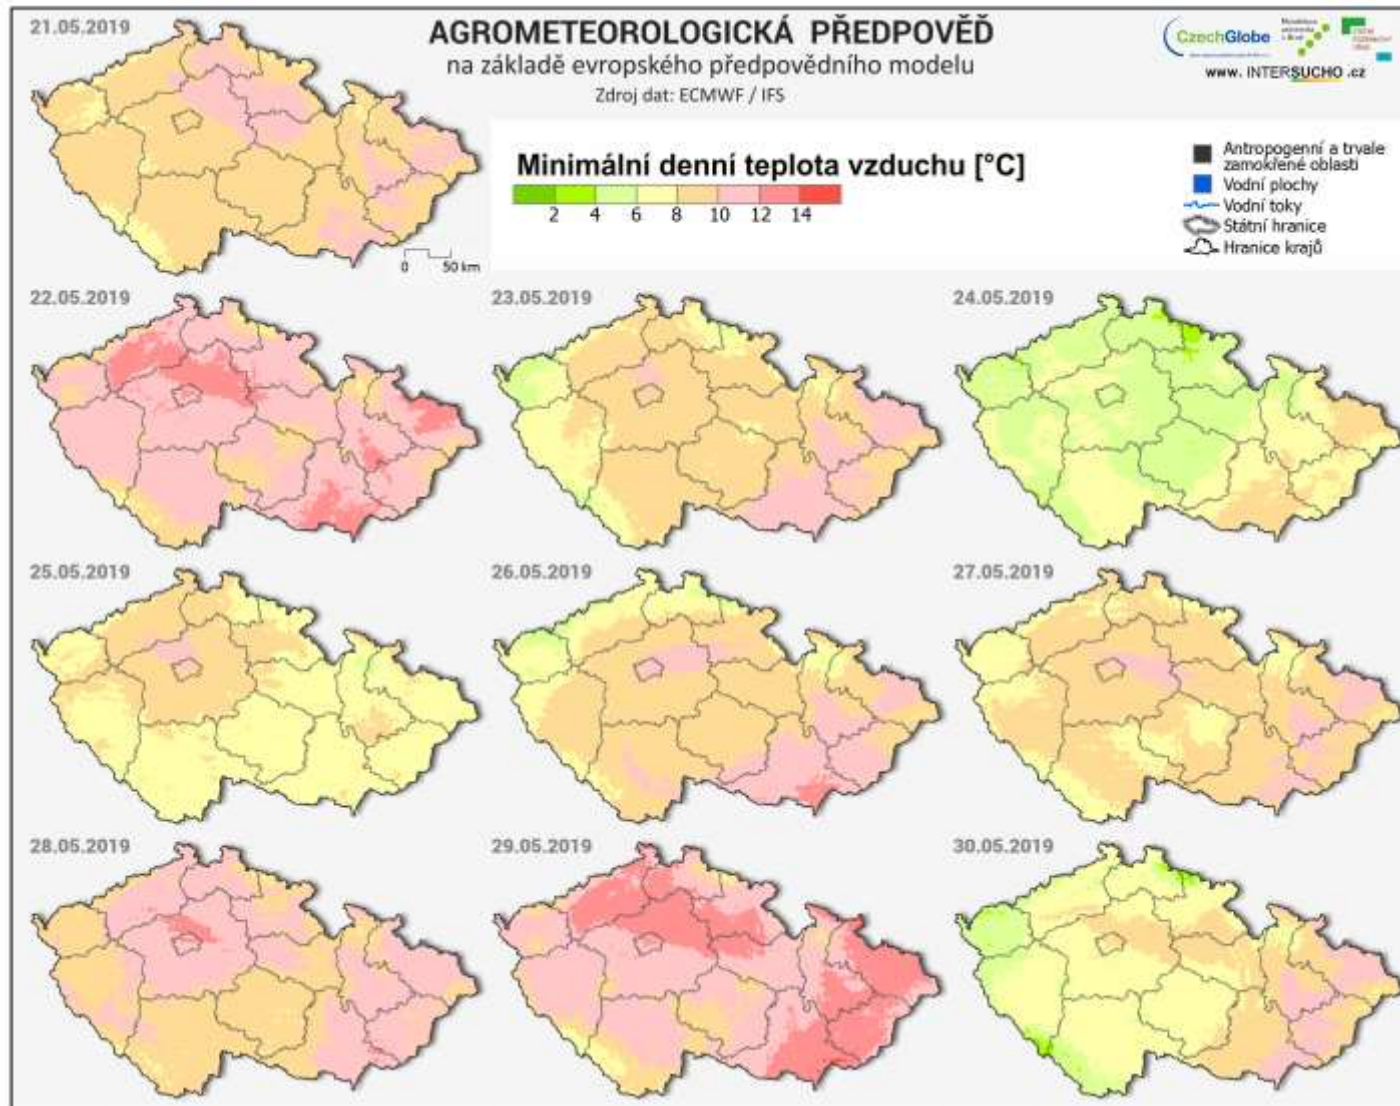 21.05.2019
AGROMETEOROLOGICKÁ PŘEDPOVĚĎ
na základě evropského předpovědního modelu
Zdroj dat: ECMWF / IFS
CzechGlobe
www. INTERSUCHO .cz
Minimální denní teplota vzduchu [°C]
2 4 6 8 10 12 14
Antropogenní a trvale
zamokřené oblasti
Vodní plochy
Vodní toky
Státní hranice
Hranice krajů
0 50 km
22.05.2019
23.05.2019
24.05.2019
25.05.2019
26.05.2019
27.05.2019
28.05.2019
29.05.2019
30.05.2019